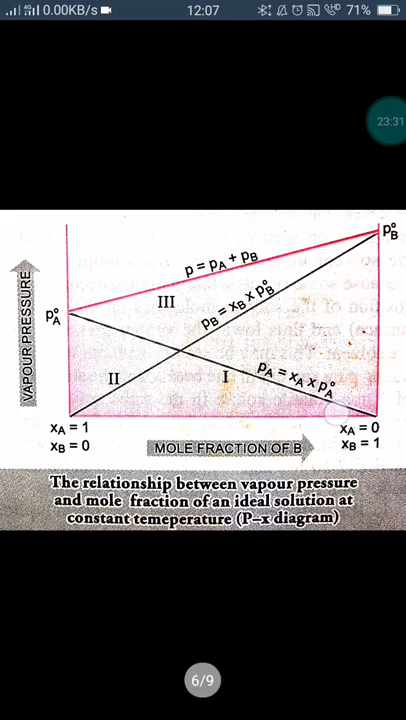 0.00KB/s
12:07
4G
HD
71%
23:31
VAPOUR PRESSURE
p°B
p = pA + pB
pB = xB x p°B
III
p°A
pA = xA x p°A
II
I
xA = 1
xB = 0
MOLE FRACTION OF B
xA = 0
xB = 1
The relationship between vapour pressure
and mole fraction of an ideal solution at
constant temeperature (P–x diagram)
6/9